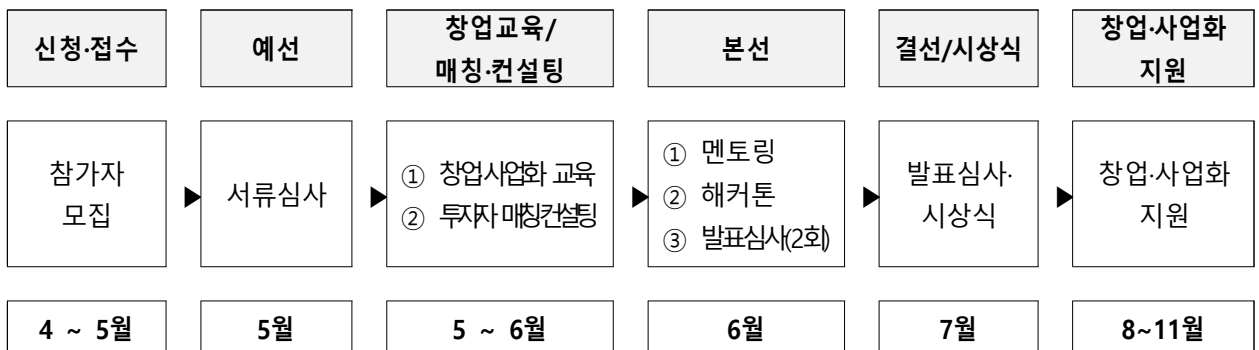 신청·접수
예선
창업교육/
매칭·컨설팅
본선
결선/시상식
창업·사업화
지원
참가자
모집
▶
서류심사
▶
① 창업·사업화 교육
② 투자자 매칭·컨설팅
▶
① 멘토링
② 해커톤
③ 발표심사(2회)
▶
발표심사·
시상식
▶
창업·사업화
지원
4 ~ 5월
5월
5 ~ 6월
6월
7월
8~11월